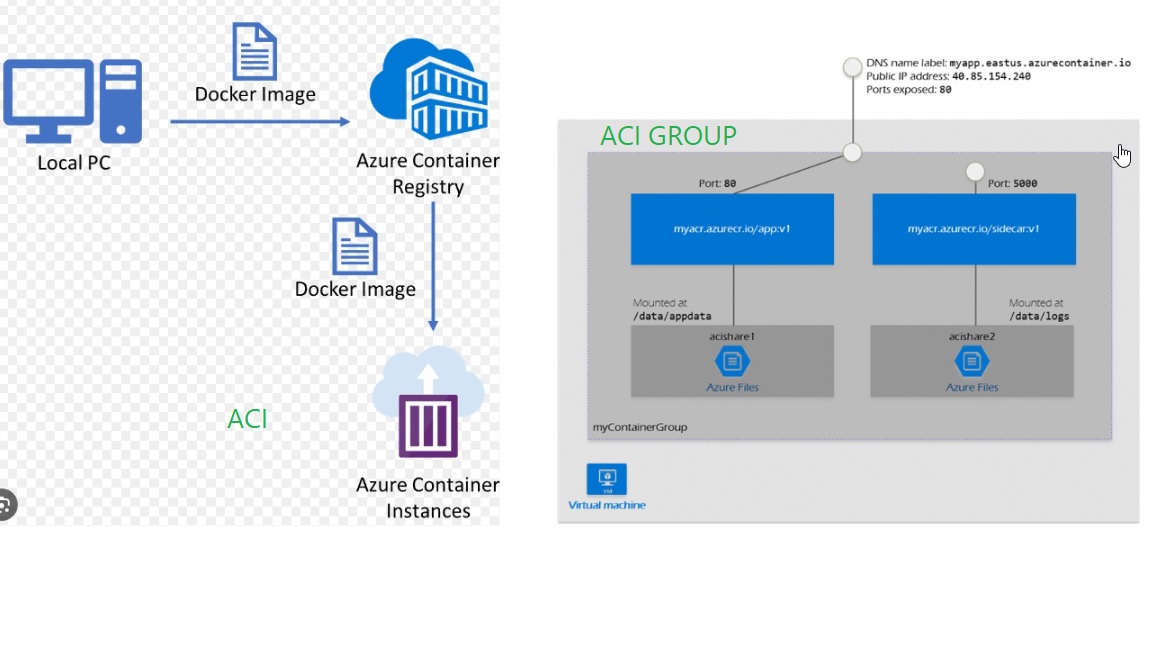 Docker Image
Local PC
Azure Container
Registry
Docker Image
ACI
Azure Container
Instances
DNS name label: myapp.eastus.azurecontainer.io
Public IP address: 40.85.154.240
Ports exposed: 80
ACI GROUP
Port: 80
Port: 5000
myacr.azurecr.io/app:v1
myacr.azurecr.io/sidecar:v1
Mounted at
/data/appdata
Mounted at
/data/logs
acishare1
Azure Files
acishare2
Azure Files
myContainerGroup
VM
Virtual machine